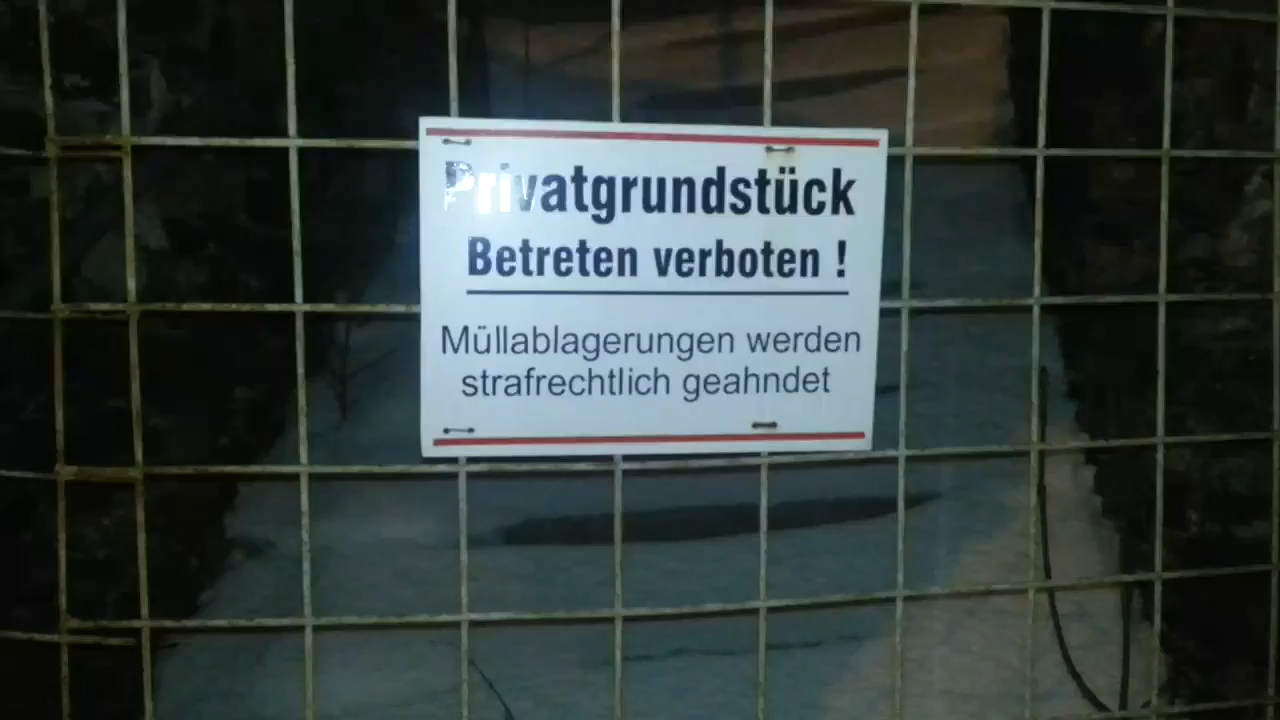 Privatgrundstück
Betreten verboten !
Müllablagerungen werden
strafrechtlich geahndet